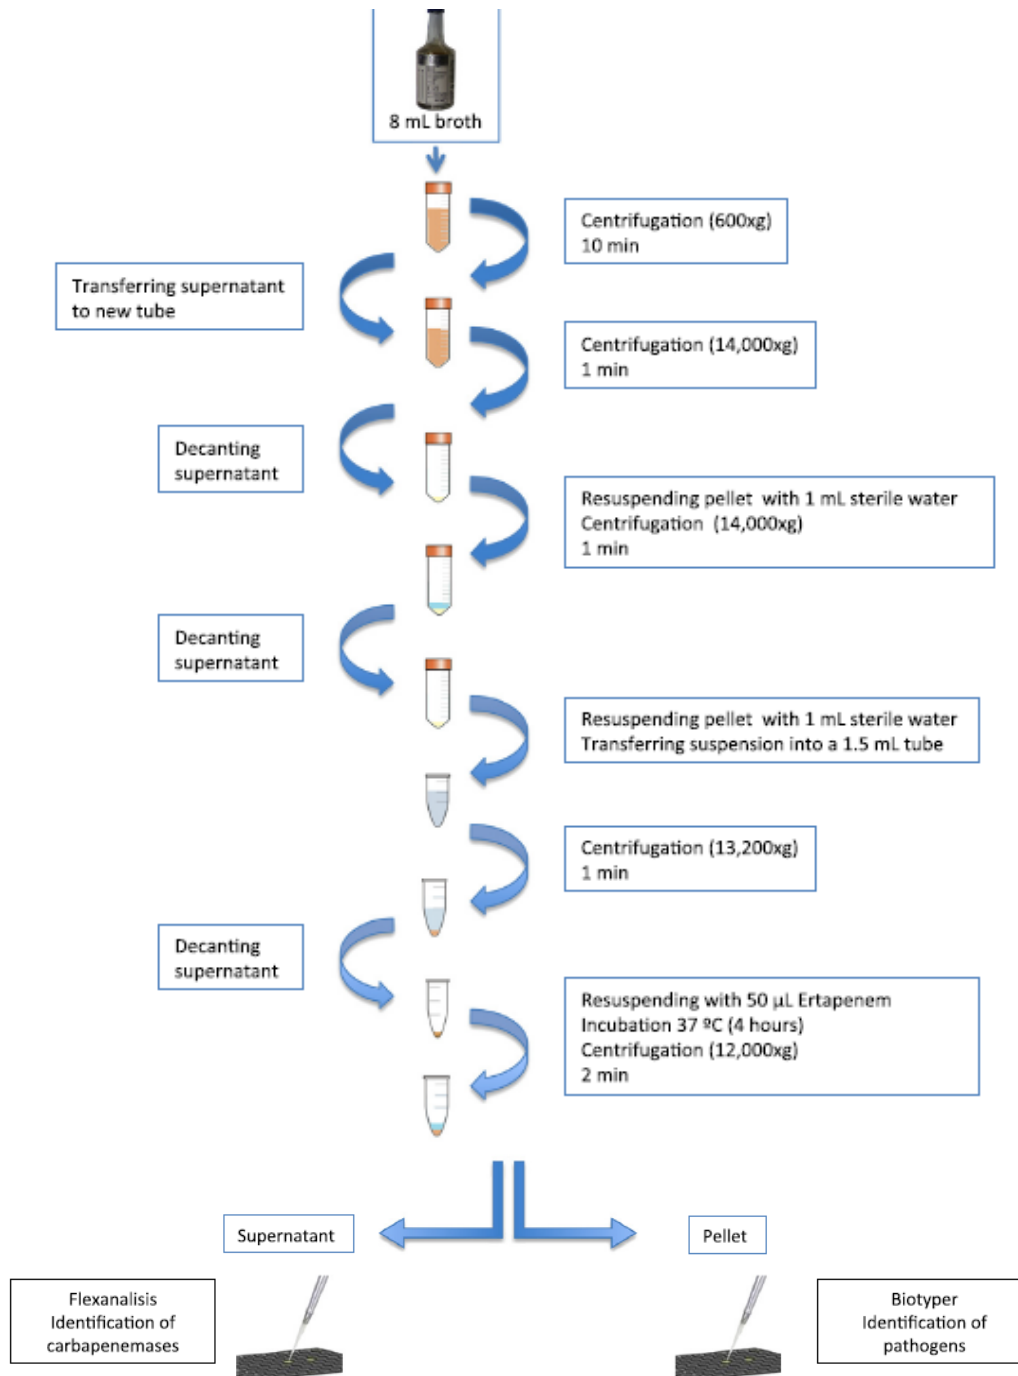 8 mL broth
Centrifugation (600xg)
10 min
Transferring supernatant
to new tube
Centrifugation (14,000xg)
1 min
Decanting
supernatant
Resuspending pellet with 1 mL sterile water
Centrifugation (14,000xg)
1 min
Decanting
supernatant
Resuspending pellet with 1 mL sterile water
Transferring suspension into a 1.5 mL tube
Centrifugation (13,200xg)
1 min
Decanting
supernatant
Resuspending with 50 µL Ertapenem
Incubation 37 ºC (4 hours)
Centrifugation (12,000xg)
2 min
Supernatant
Pellet
Flexanalisis
Identification of
carbapenemases
Biotyper
Identification of
pathogens